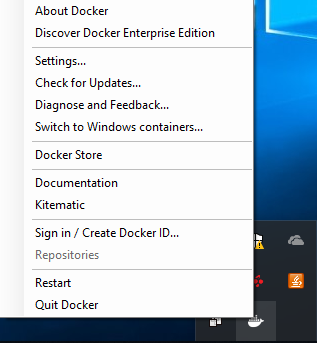 About Docker
Discover Docker Enterprise Edition
Settings...
Check for Updates...
Diagnose and Feedback...
Switch to Windows containers...
Docker Store
Documentation
Kitematic
Sign in / Create Docker ID...
Repositories
Restart
Quit Docker